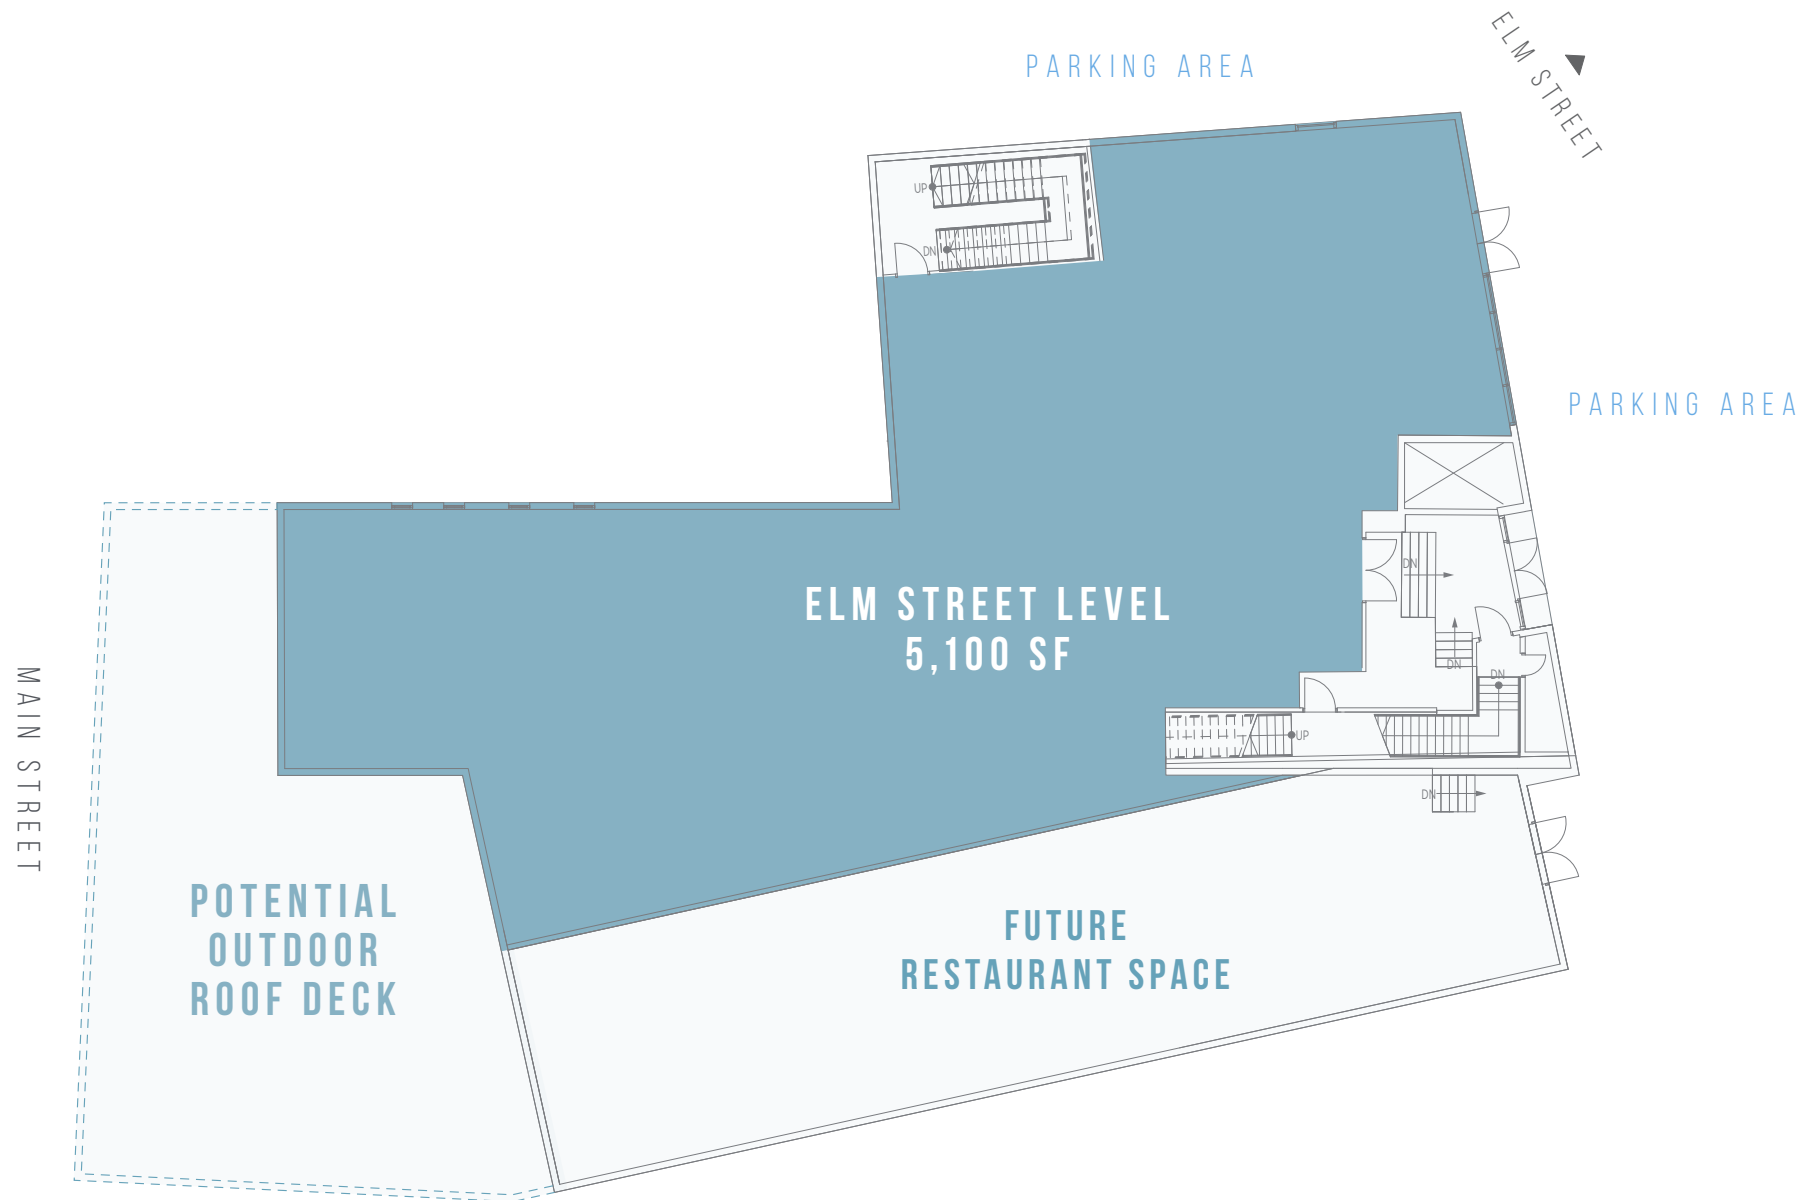 PARKING AREA
ELM STREET
UP
DN
PARKING AREA
ELM STREET LEVEL
5,100 SF
DN
DN
DN
UP
DN
MAIN STREET
POTENTIAL
OUTDOOR
ROOF DECK
FUTURE
RESTAURANT SPACE